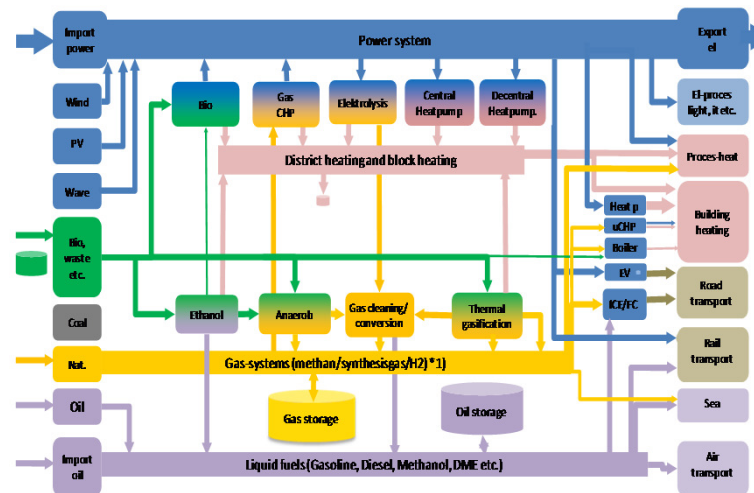 Import
power
Power system
Export
el
Wind
Bio
Gas
CHP
Elektrolysis
Central
Heatpump
Decentral
Heatpump.
El-proces
light, it etc.
PV
District heating and block heating
Proces-heat
Wave
Heat p
uCHP
Boiler
Building
heating
Bio,
waste
etc.
EV
ICE/FC
Road
transport
Ethanol
Anaerob
Gas cleaning/
conversion
Thermal
gasification
Coal
Nat.
Gas-systems (methan/synthesisgas/H2) *1)
Rail
transport
Oil
Gas storage
Oil storage
Sea
Import
oil
Liquid fuels (Gasoline, Diesel, Methanol, DME etc.)
Air
transport